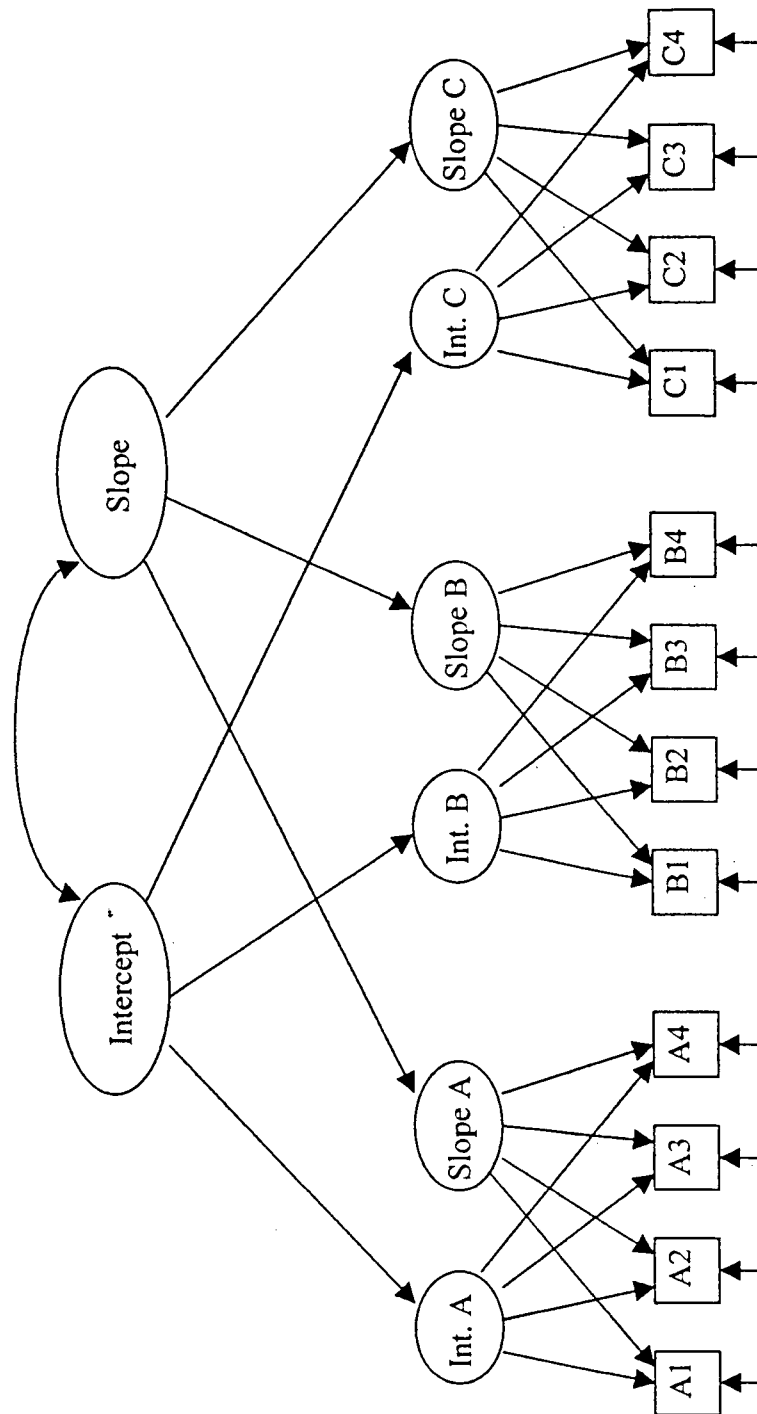 Intercept
Slope
Int. A
Slope A
Int. B
Slope B
Int. C
Slope C
A1
A2
A3
A4
B1
B2
B3
B4
C1
C2
C3
C4